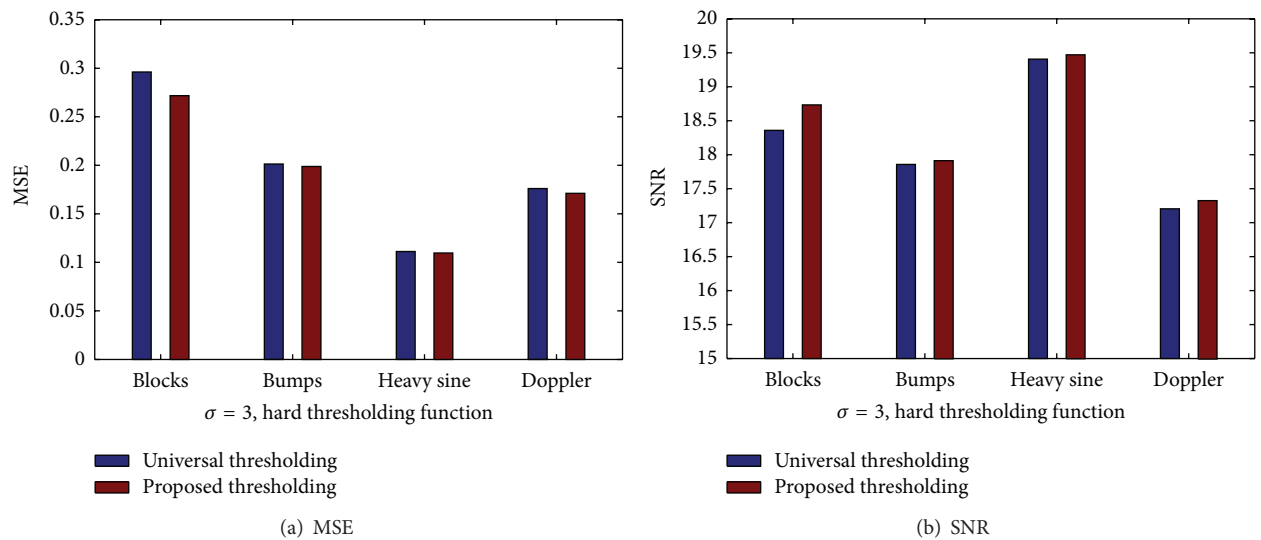 0.35
0.3
0.25
0.2
0.15
0.1
0.05
0
MSE
Blocks Bumps Heavy sine Doppler
σ = 3, hard thresholding function
Universal thresholding
Proposed thresholding
(a) MSE
20
19.5
19
18.5
18
17.5
17
16.5
16
15.5
15
SNR
Blocks Bumps Heavy sine Doppler
σ = 3, hard thresholding function
Universal thresholding
Proposed thresholding
(b) SNR